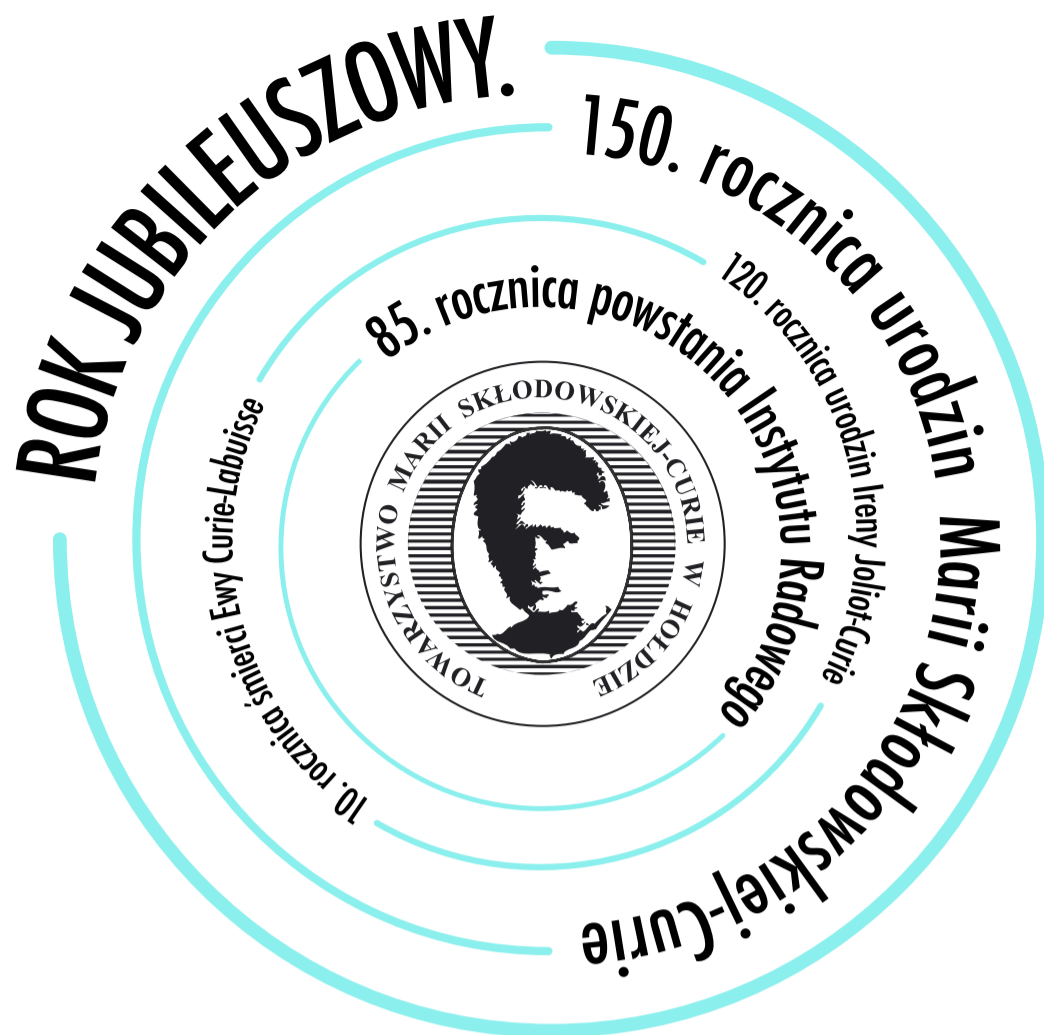 ROK JUBILEUSZOWY.
150. rocznica urodzin Marii Skłodowskiej-Curie
120. rocznica urodzin Ireny Joliot-Curie
10. rocznica śmierci Ewy Curie-Labuisse
85. rocznica powstania Instytutu Radowego
TOWARZYSTWO MARII SKŁODOWSKIEJ-CURIE W HOŁDZIE